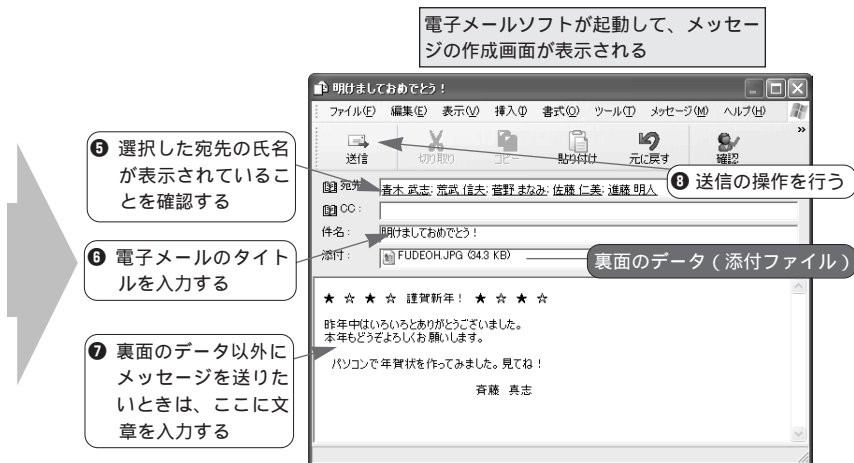 電子メールソフトが起動して、メッセー
ジの作成画面が表示される
明けましておめでとう！
ファイル(F) 編集(E) 表示(V) 挿入(I) 書式(O) ツール(T) メッセージ(M) ヘルプ(H)
送信 切り取り コピー 貼り付け 元に戻す 確認 »
❺ 選択した宛先の氏名
が表示されているこ
とを確認する
❽ 送信の操作を行う
宛先: 青木 武志; 荒武 信夫; 菅野 まなみ; 佐藤 仁美; 進藤 明人
CC:
件名: 明けましておめでとう！
添付: FUDEOH.JPG (34.3 KB)
❻ 電子メールのタイト
ルを入力する
裏面のデータ（添付ファイル）
★ ☆ ★ ☆ 謹賀新年！ ★ ☆ ★ ☆
昨年中はいろいろとありがとうございました。
本年もどうぞよろしくお願いします。
パソコンで年賀状を作ってみました。見てね！
斉藤 真志
❼ 裏面のデータ以外に
メッセージを送りた
いときは、ここに文
章を入力する